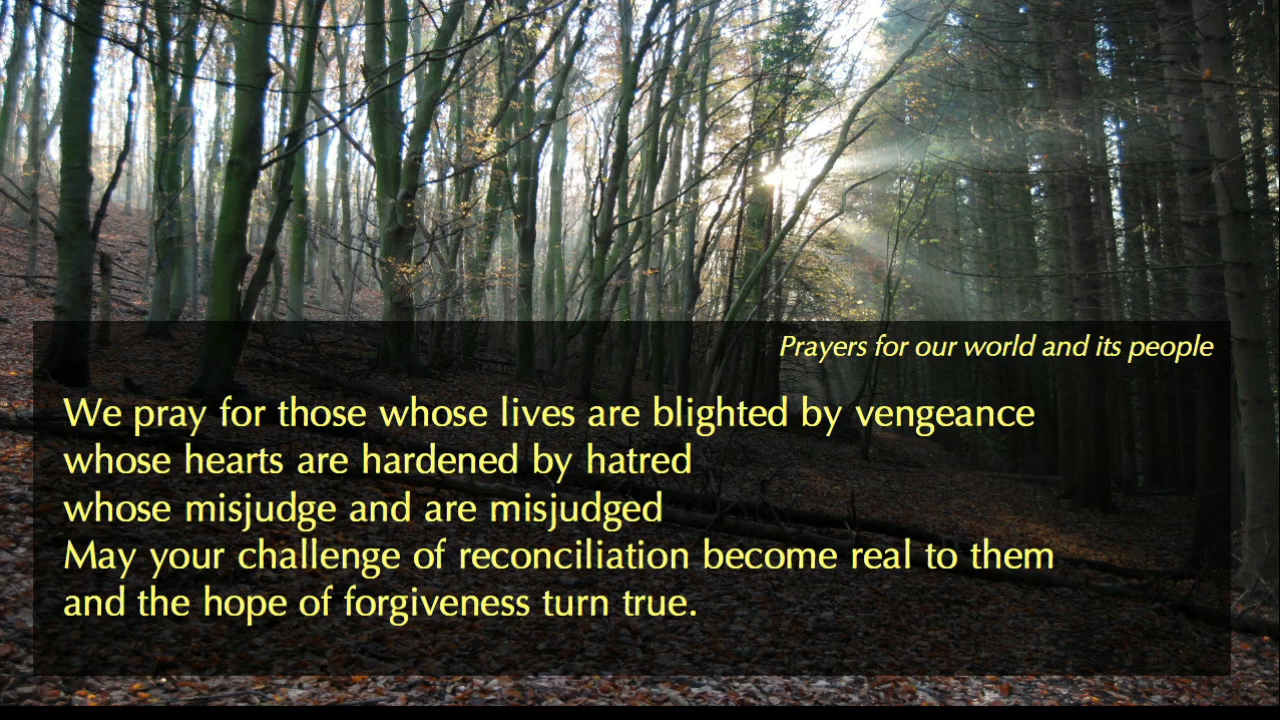 Prayers for our world and its people
We pray for those whose lives are blighted by vengeance
whose hearts are hardened by hatred
whose misjudge and are misjudged
May your challenge of reconciliation become real to them
and the hope of forgiveness turn true.